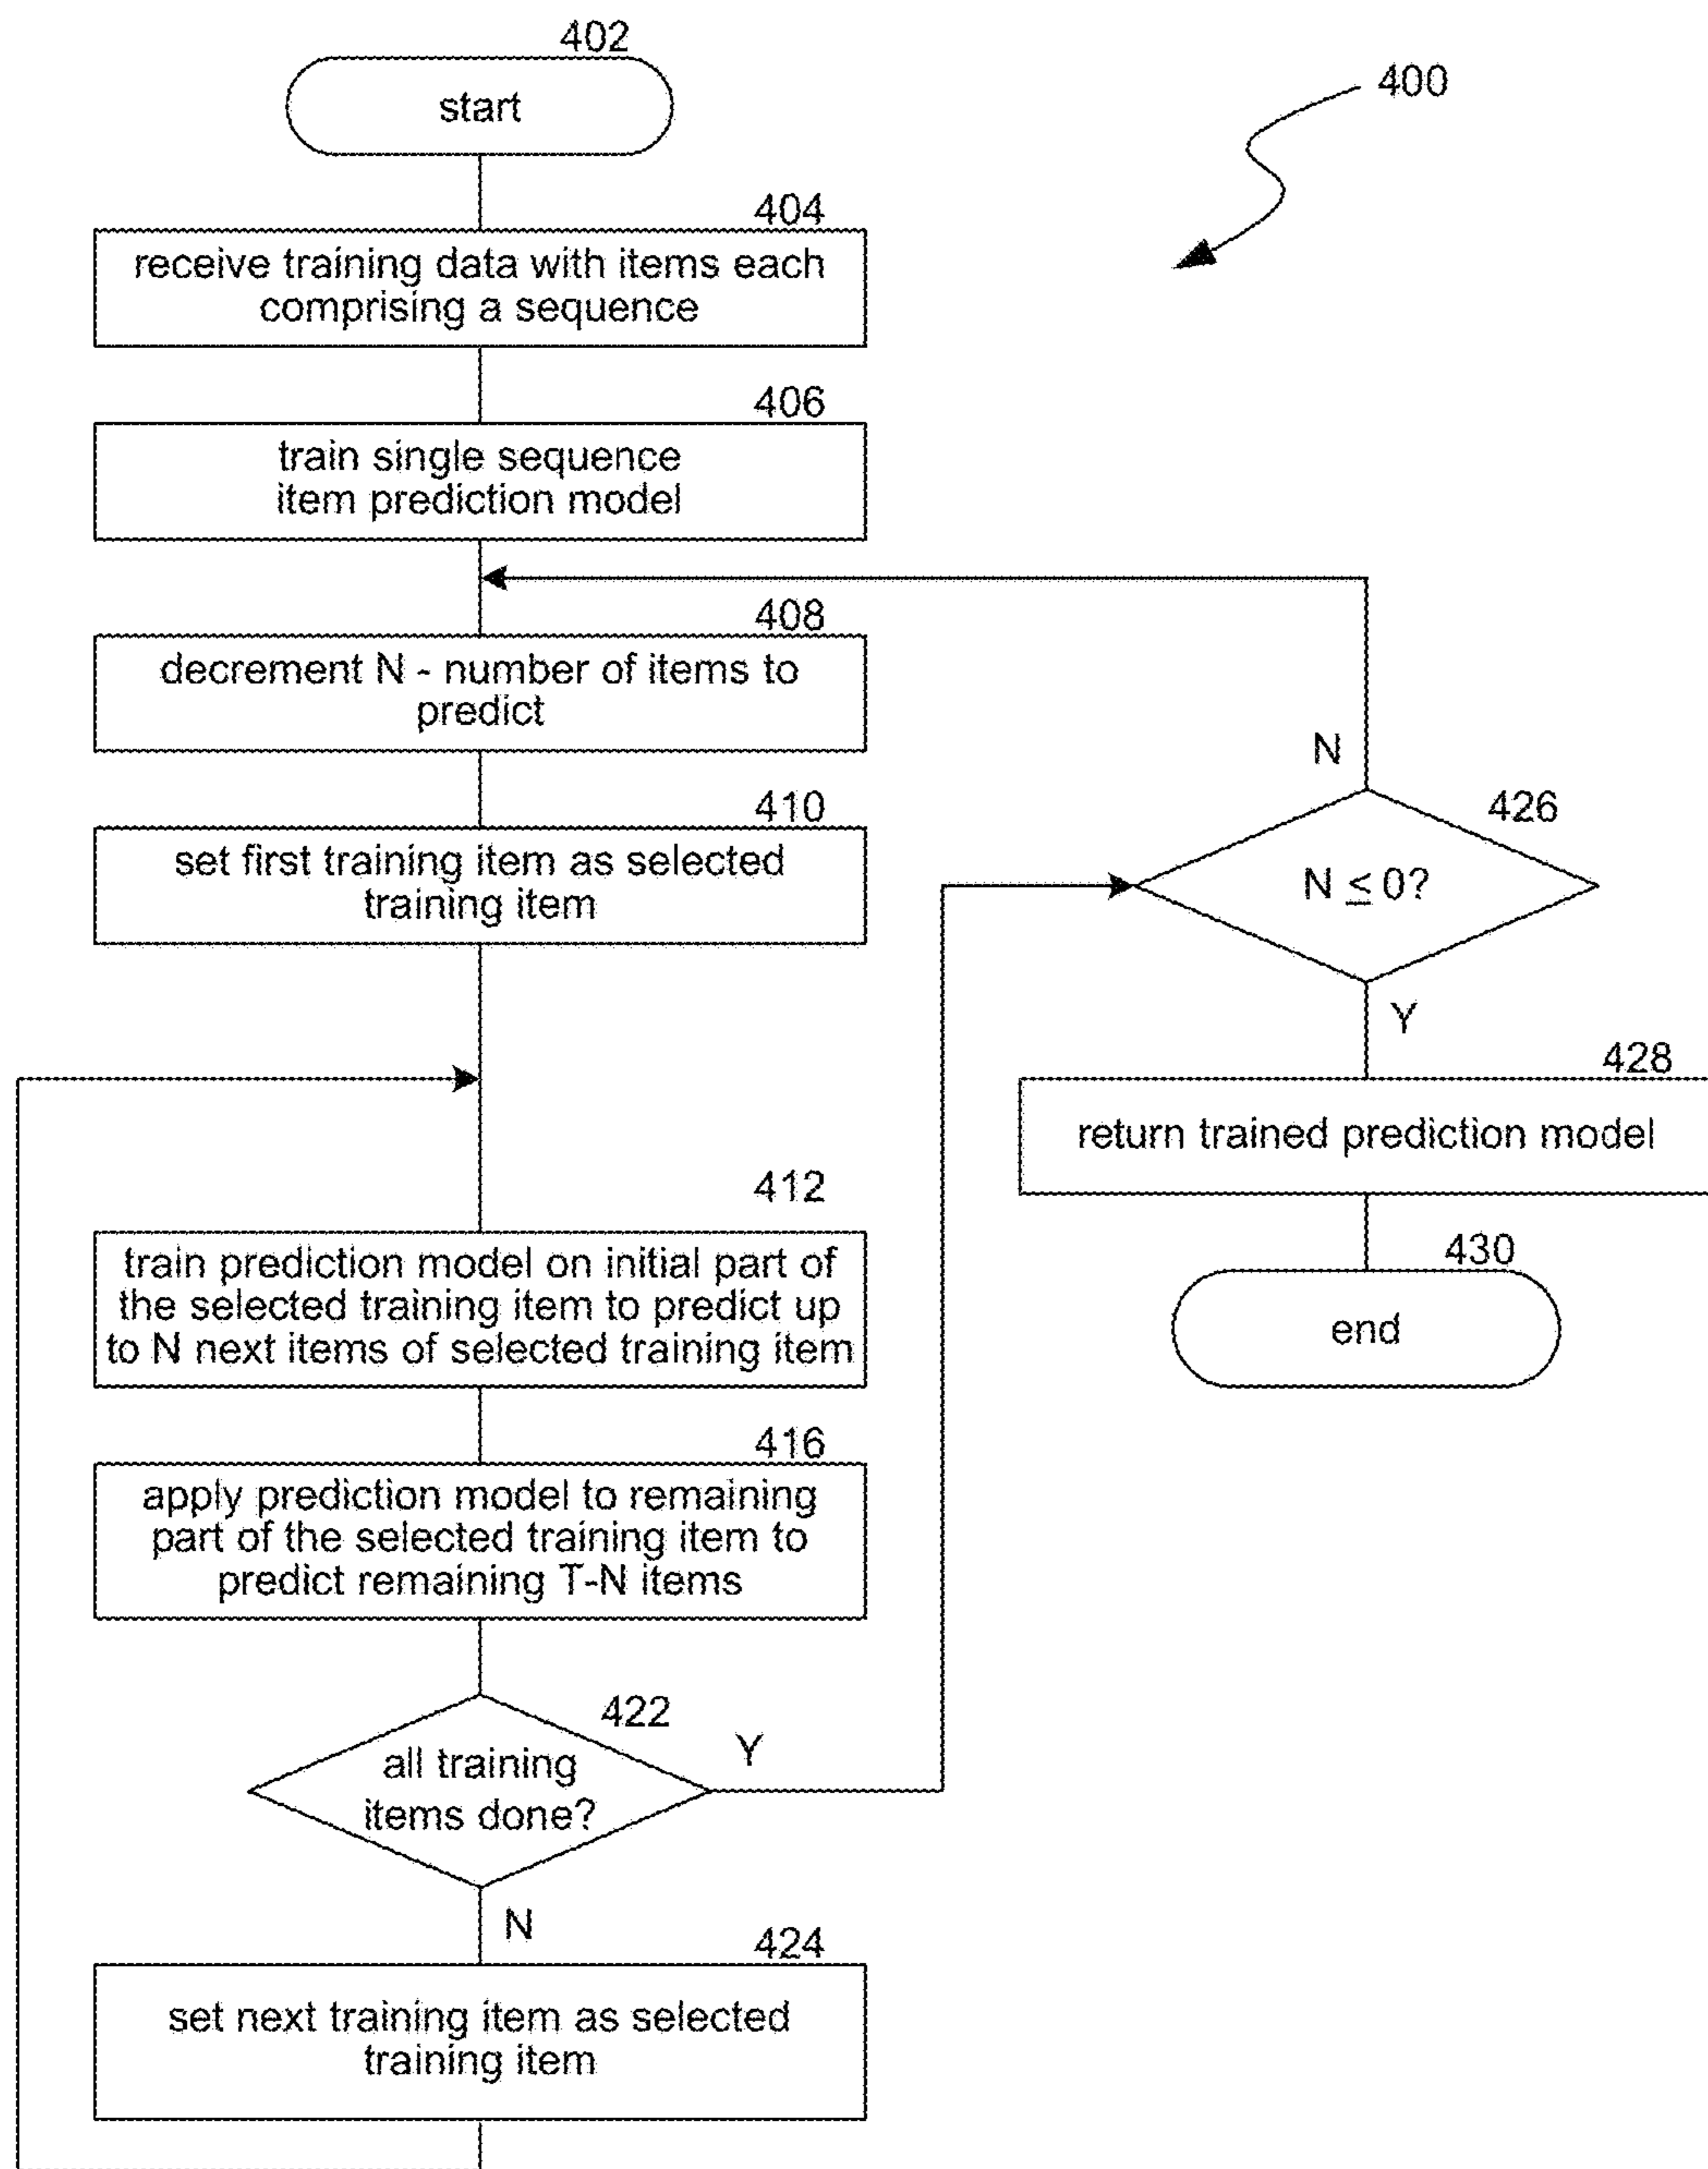 402
start
400
404
receive training data with items each
comprising a sequence
406
train single sequence
item prediction model
408
decrement N - number of items to
predict
410
set first training item as selected
training item
412
train prediction model on initial part of
the selected training item to predict up
to N next items of selected training item
416
apply prediction model to remaining
part of the selected training item to
predict remaining T-N items
422
all training
items done?
Y
N
424
set next training item as selected
training item
N
426
N ≤ 0?
Y
428
return trained prediction model
430
end